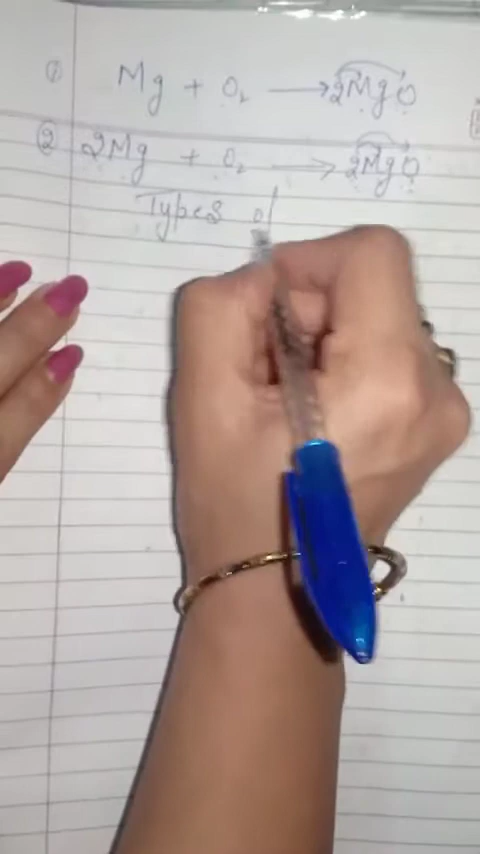 ① Mg + O₂ ⟶ 2MgO
② 2Mg + O₂ ⟶ 2MgO
Types of